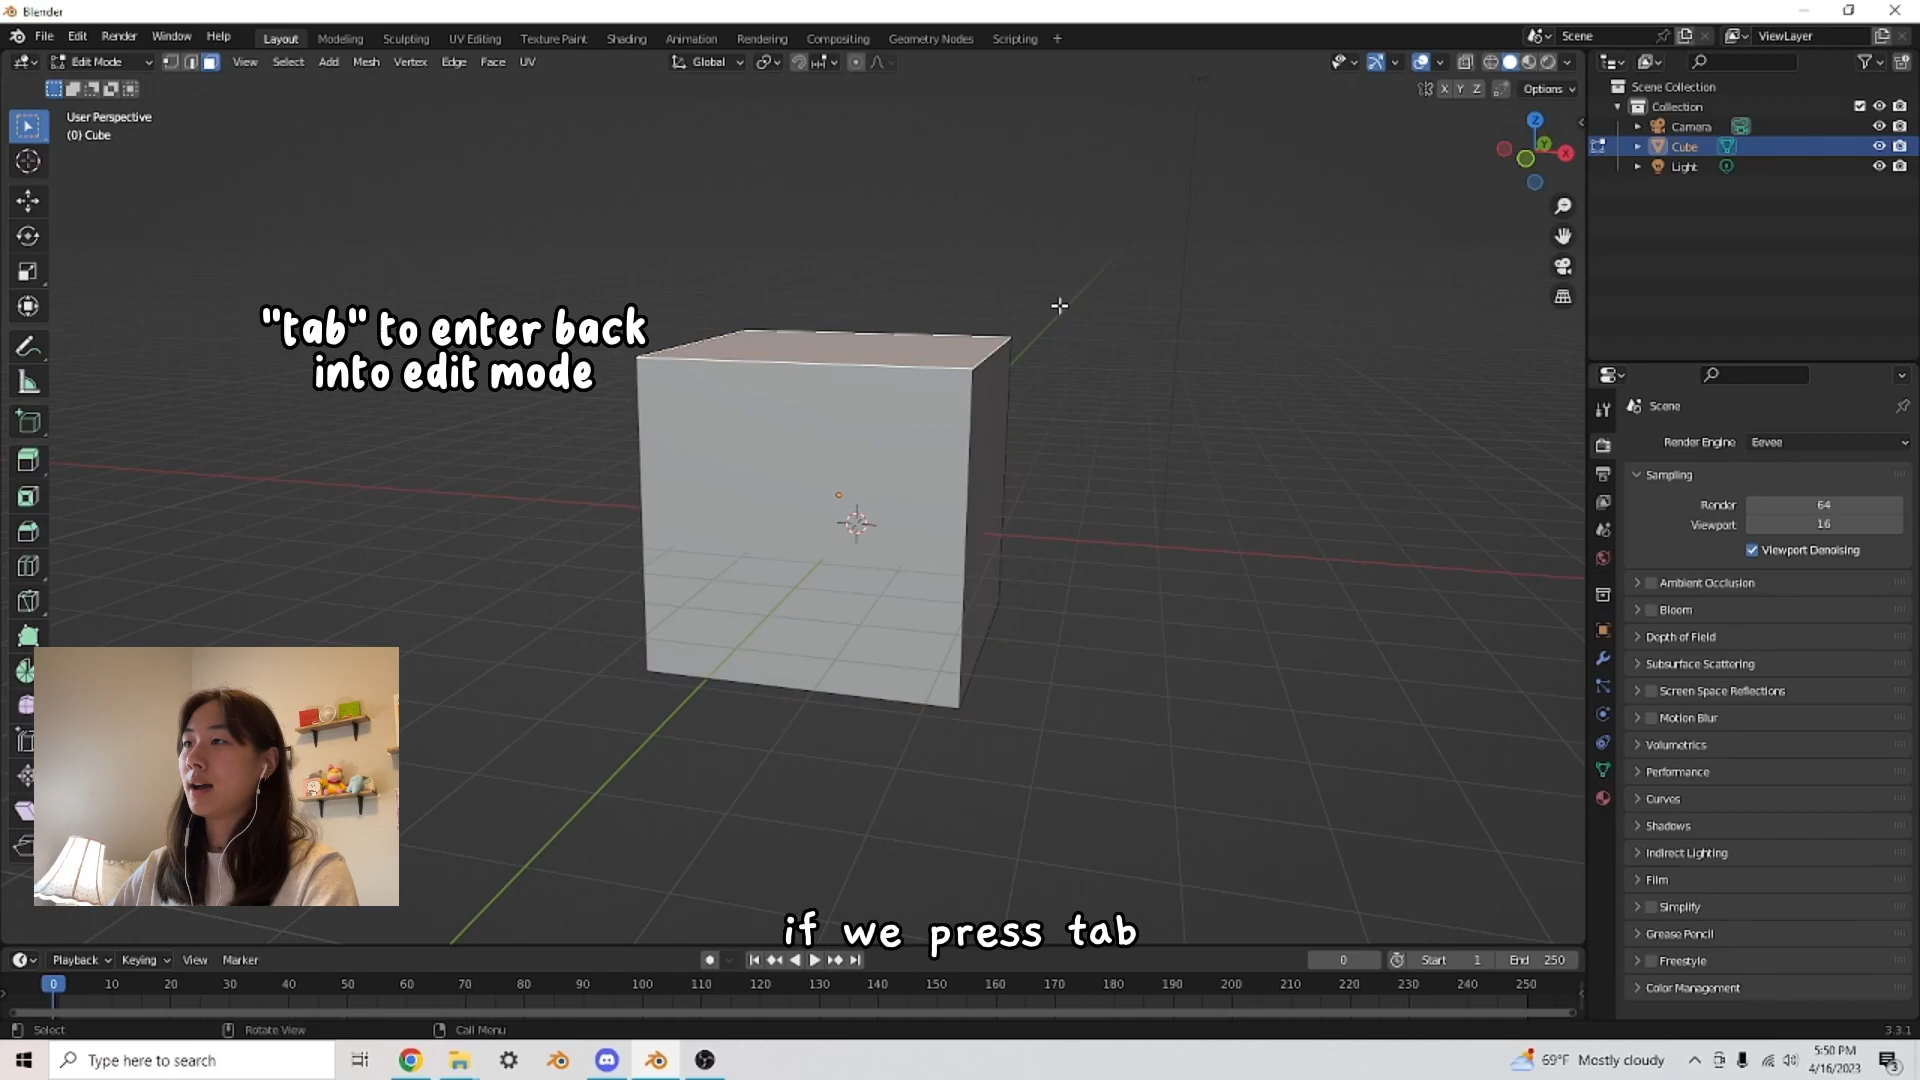 Blender
File Edit Render Window Help
Layout Modeling Sculpting UV Editing Texture Paint Shading Animation Rendering Compositing Geometry Nodes Scripting +
Scene
ViewLayer
Edit Mode
View Select Add Mesh Vertex Edge Face UV
Global
X Y Z
Options
User Perspective
(0) Cube
Z
Y
X
Scene Collection
Collection
Camera
Cube
Light
"tab" to enter back
into edit mode
Scene
Render Engine Eevee
Sampling
Render 64
Viewport 16
Viewport Denoising
Ambient Occlusion
Bloom
Depth of Field
Subsurface Scattering
Screen Space Reflections
Motion Blur
Volumetrics
Performance
Curves
Shadows
Indirect Lighting
Film
Simplify
Grease Pencil
Freestyle
Color Management
if we press tab
Playback Keying View Marker
0
Start 1
End 250
0 10 20 30 40 50 60 70 80 90 100 110 120 130 140 150 160 170 180 190 200 210 220 230 240 250
Select
Rotate View
Call Menu
3.3.1
Type here to search
69°F Mostly cloudy
5:50 PM
4/16/2023
3